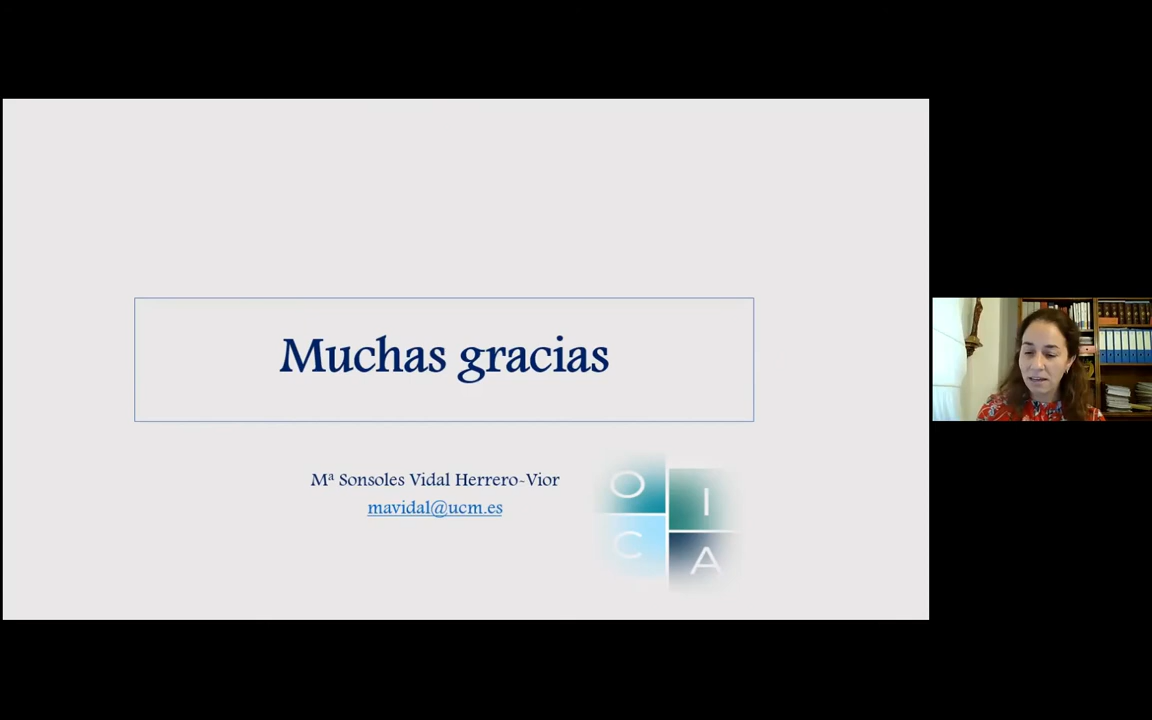 Muchas gracias
Mª Sonsoles Vidal Herrero-Vior
mavidal@ucm.es
O I
C A